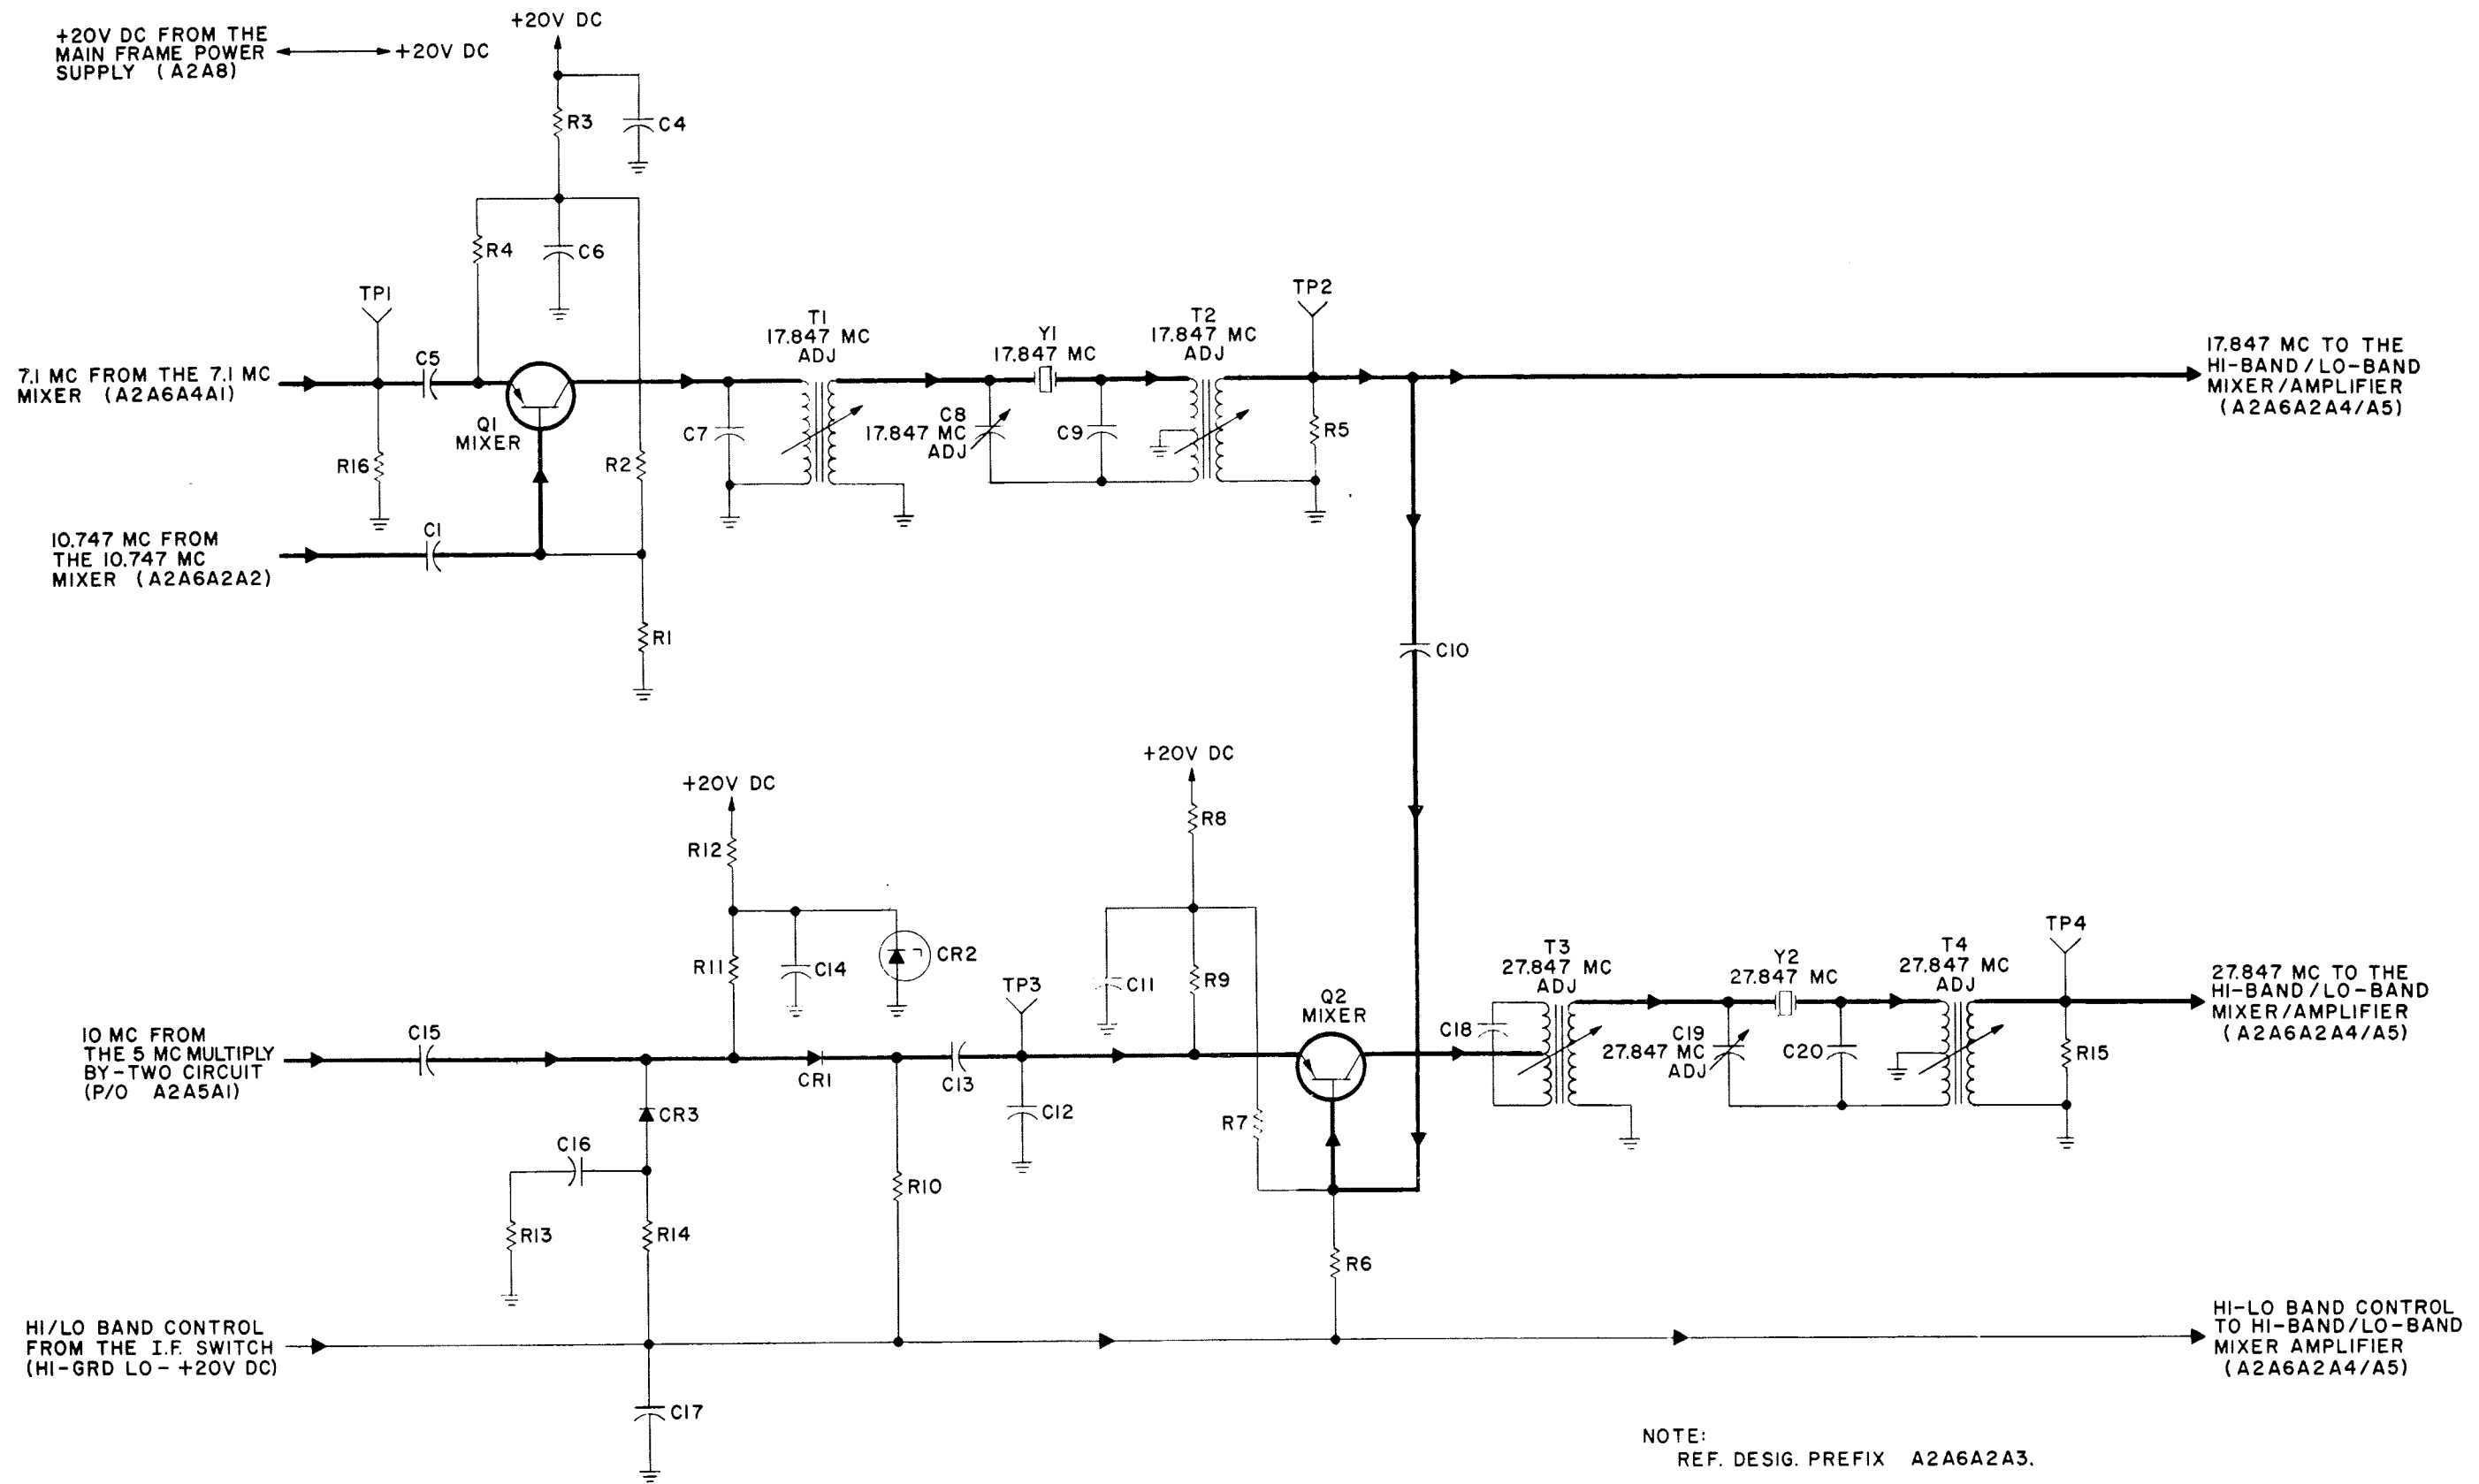 +20V DC FROM THE
MAIN FRAME POWER
SUPPLY (A2A8)
+20V DC
+20V DC
R3
C4
R4
C6
TP1
7.1 MC FROM THE 7.1 MC
MIXER (A2A6A4A1)
C5
Q1
MIXER
R16
R2
10.747 MC FROM
THE 10.747 MC
MIXER (A2A6A2A2)
C1
R1
C7
T1
17.847 MC
ADJ
Y1
17.847 MC
C8
17.847 MC
ADJ
C9
T2
17.847 MC
ADJ
TP2
R5
17.847 MC TO THE
HI-BAND/LO-BAND
MIXER/AMPLIFIER
(A2A6A2A4/A5)
C10
+20V DC
R12
R11
C14
CR2
+20V DC
R8
C11
R9
TP3
10 MC FROM
THE 5 MC MULTIPLY
BY-TWO CIRCUIT
(P/O A2A5A1)
C15
CR1
C13
C12
CR3
C16
R13
R14
R10
R7
Q2
MIXER
R6
C18
T3
27.847 MC
ADJ
Y2
27.847 MC
C19
27.847 MC
ADJ
C20
T4
27.847 MC
ADJ
TP4
R15
27.847 MC TO THE
HI-BAND/LO-BAND
MIXER/AMPLIFIER
(A2A6A2A4/A5)
HI/LO BAND CONTROL
FROM THE I.F. SWITCH
(HI-GRD LO-+20V DC)
C17
HI-LO BAND CONTROL
TO HI-BAND/LO-BAND
MIXER AMPLIFIER
(A2A6A2A4/A5)
NOTE:
REF. DESIG. PREFIX A2A6A2A3.